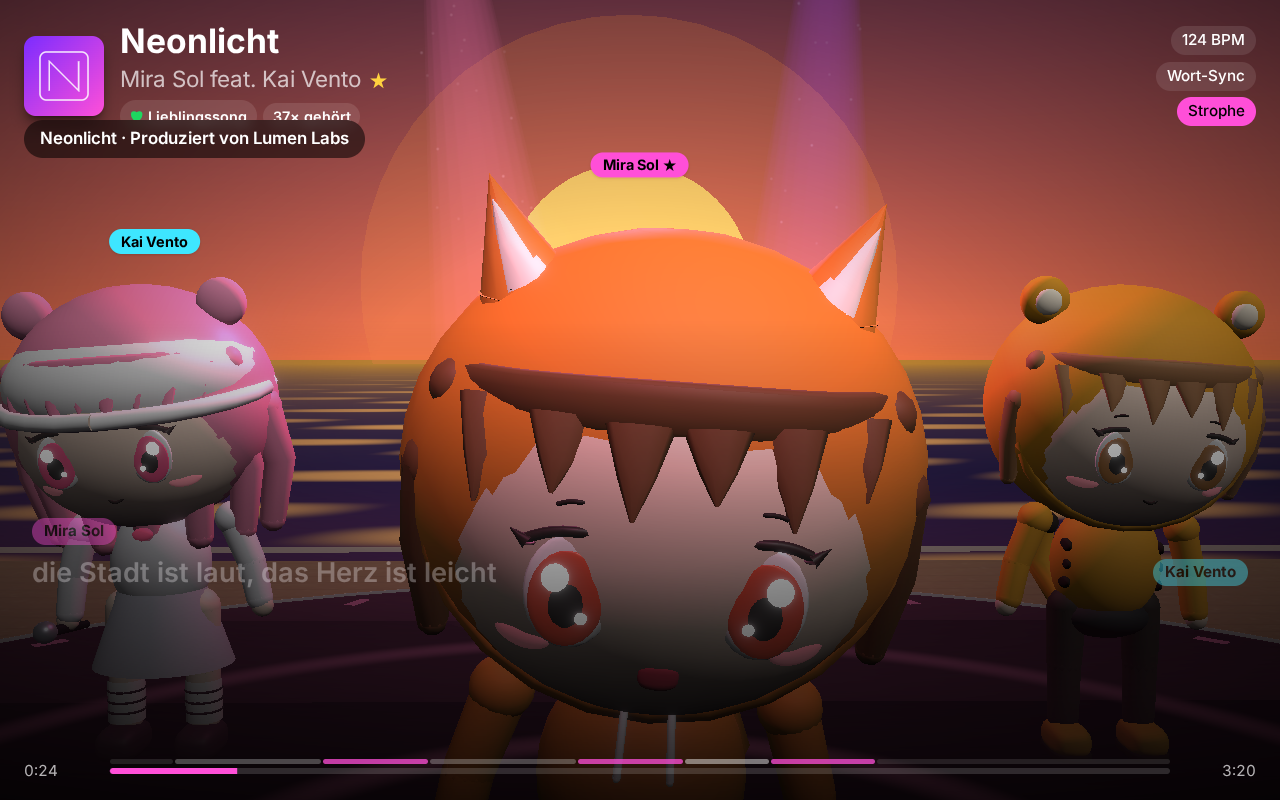 Neonlicht
Mira Sol feat. Kai Vento ★
Lieblingssong
37× gehört
Neonlicht · Produziert von Lumen Labs
124 BPM
Wort-Sync
Strophe
Mira Sol ★
Kai Vento
Mira Sol
die Stadt ist laut, das Herz ist leicht
Kai Vento
0:24
3:20